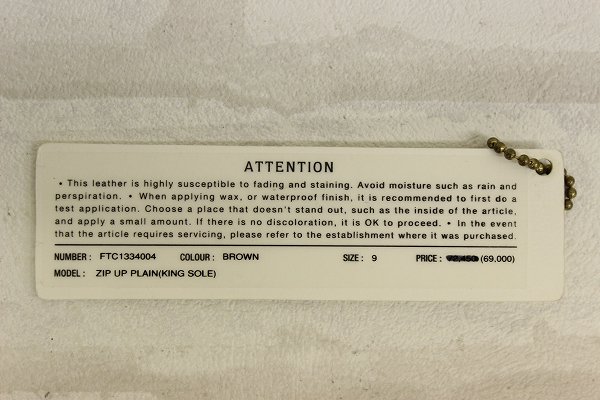 ATTENTION
• This leather is highly susceptible to fading and staining. Avoid moisture such as rain and
perspiration. • When applying wax, or waterproof finish, it is recommended to first do a
test application. Choose a place that doesn't stand out, such as the inside of the article,
and apply a small amount. If there is no discoloration, it is OK to proceed. • In the event
that the article requires servicing, please refer to the establishment where it was purchased.
NUMBER : FTC1334004 COLOUR : BROWN SIZE : 9 PRICE : (69,000)
MODEL : ZIP UP PLAIN(KING SOLE)